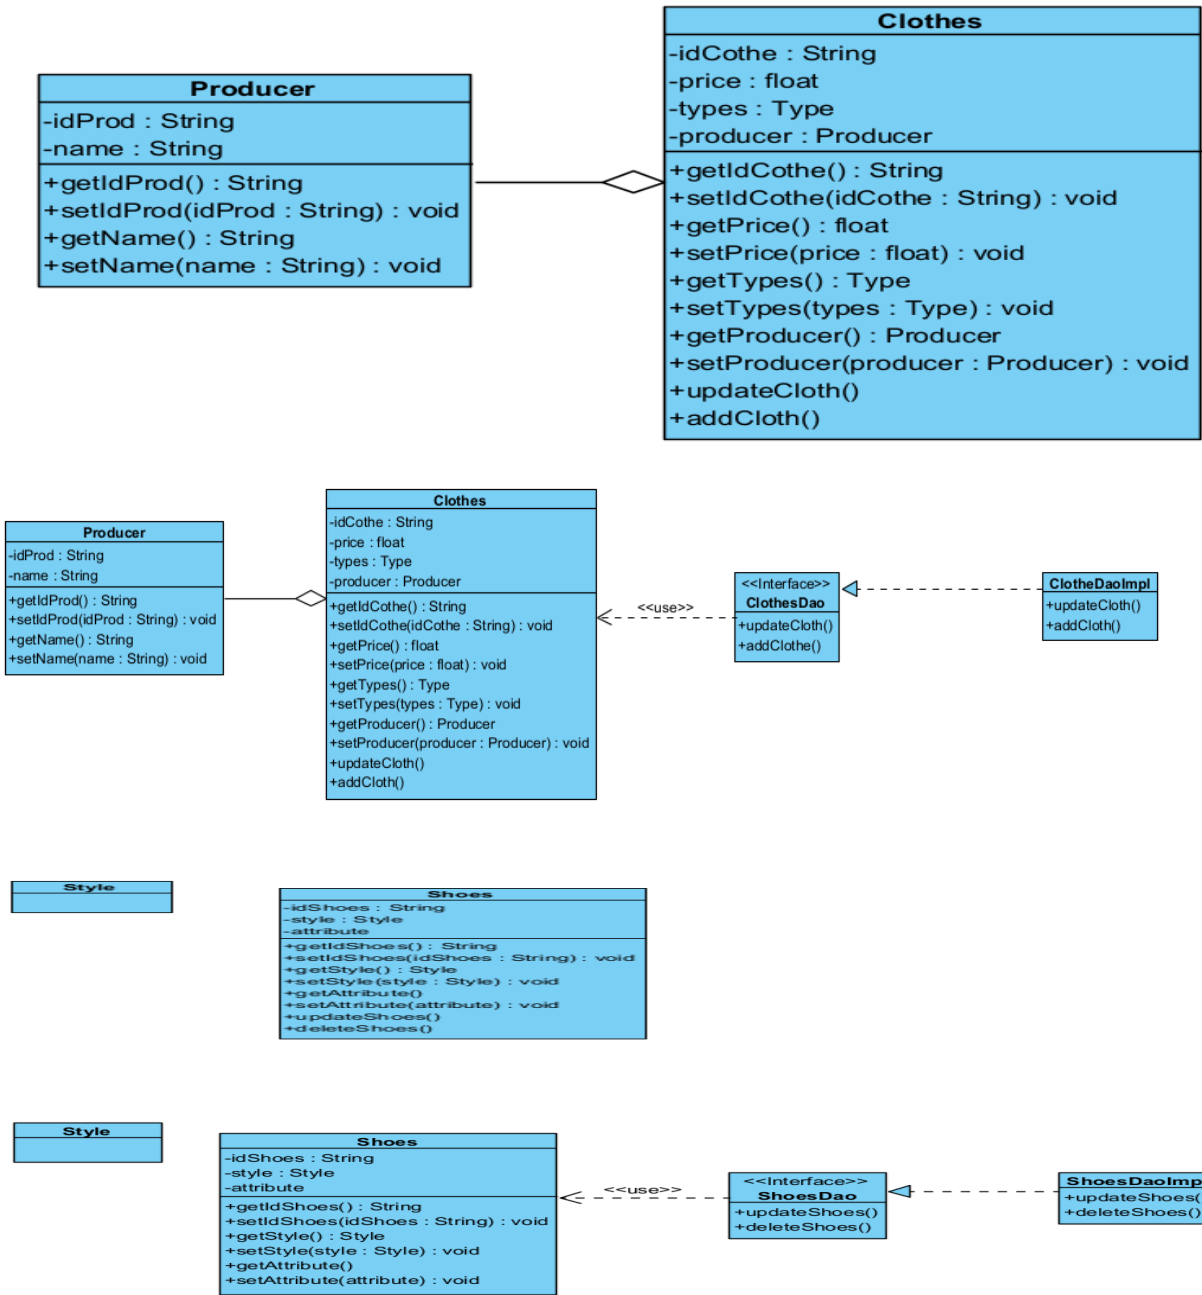 Producer
-idProd : String
-name : String
+getIdProd() : String
+setIdProd(idProd : String) : void
+getName() : String
+setName(name : String) : void
Clothes
-idCothe : String
-price : float
-types : Type
-producer : Producer
+getIdCothe() : String
+setIdCothe(idCothe : String) : void
+getPrice() : float
+setPrice(price : float) : void
+getTypes() : Type
+setTypes(types : Type) : void
+getProducer() : Producer
+setProducer(producer : Producer) : void
+updateCloth()
+addCloth()
Producer
-idProd : String
-name : String
+getIdProd() : String
+setIdProd(idProd : String) : void
+getName() : String
+setName(name : String) : void
Clothes
-idCothe : String
-price : float
-types : Type
-producer : Producer
+getIdCothe() : String
+setIdCothe(idCothe : String) : void
+getPrice() : float
+setPrice(price : float) : void
+getTypes() : Type
+setTypes(types : Type) : void
+getProducer() : Producer
+setProducer(producer : Producer) : void
+updateCloth()
+addCloth()
<<use>>
<<Interface>>
ClothesDao
+updateCloth()
+addClothe()
ClotheDaoImpl
+updateCloth()
+addCloth()
Style
Shoes
-idShoes : String
-style : Style
-attribute
+getIdShoes() : String
+setIdShoes(idShoes : String) : void
+getStyle() : Style
+setStyle(style : Style) : void
+getAttribute()
+setAttribute(attribute) : void
+updateShoes()
+deleteShoes()
Style
Shoes
-idShoes : String
-style : Style
-attribute
+getIdShoes() : String
+setIdShoes(idShoes : String) : void
+getStyle() : Style
+setStyle(style : Style) : void
+getAttribute()
+setAttribute(attribute) : void
<<use>>
<<Interface>>
ShoesDao
+updateShoes()
+deleteShoes()
ShoesDaoImp
+updateShoes(
+deleteShoes()